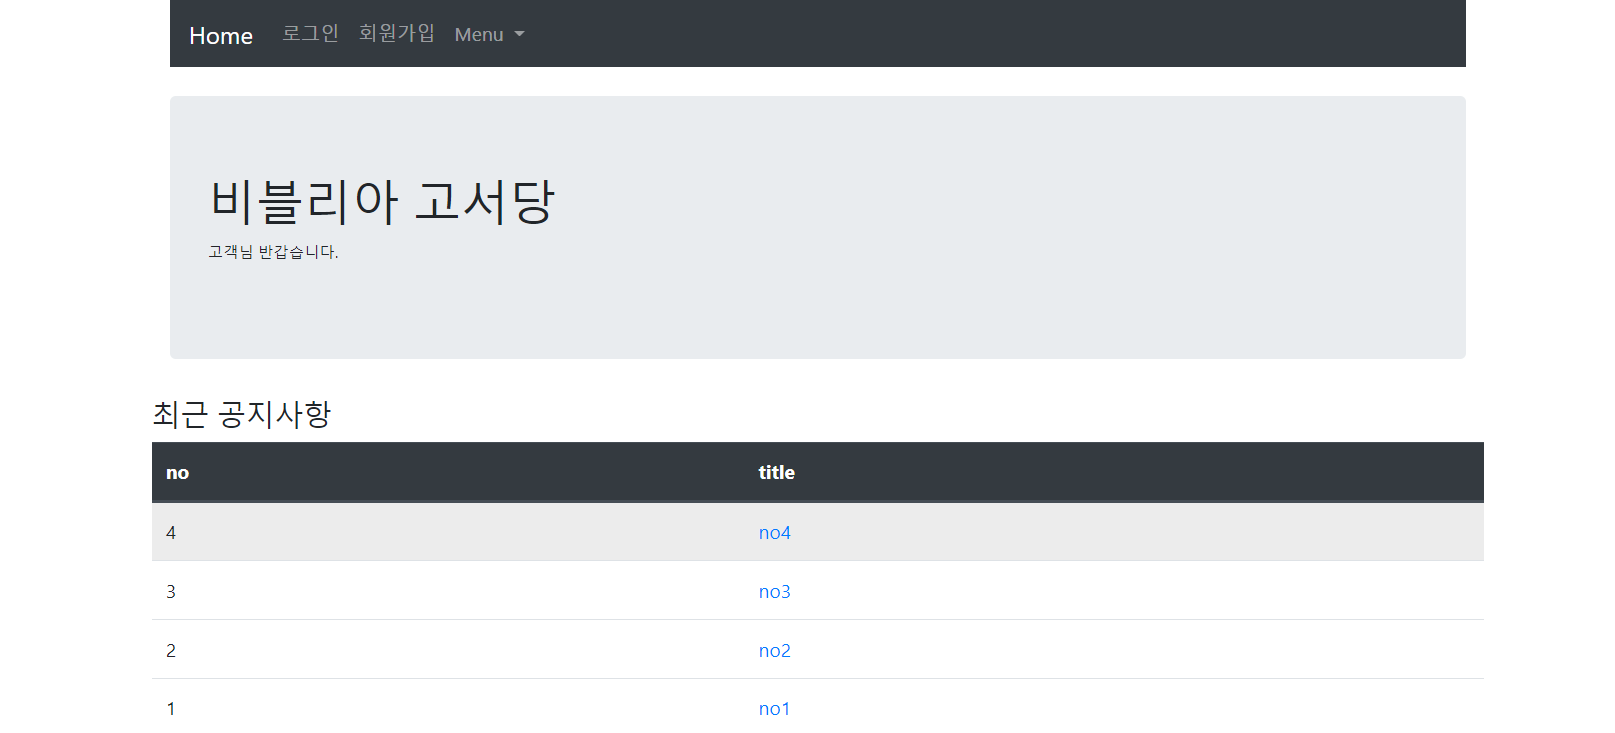 Home 로그인 회원가입 Menu
비블리아 고서당
고객님 반갑습니다.
최근 공지사항
no title
4 no4
3 no3
2 no2
1 no1